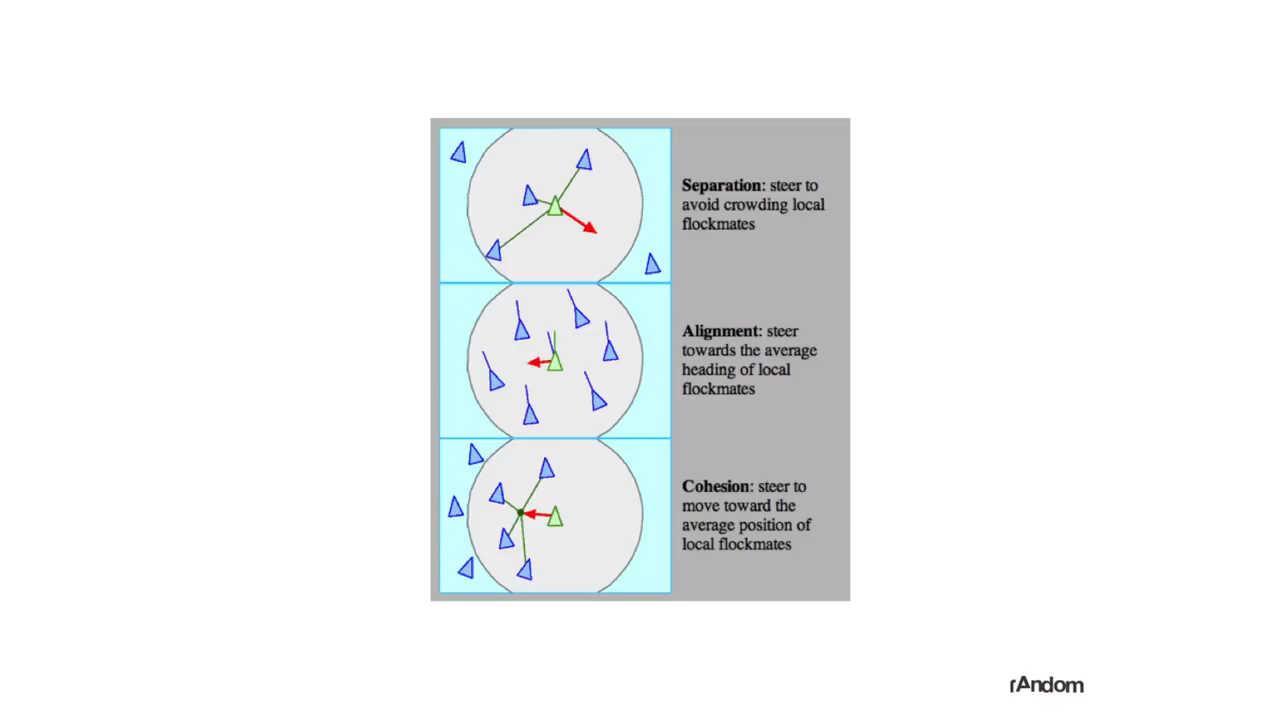 Separation: steer to
avoid crowding local
flockmates
Alignment: steer
towards the average
heading of local
flockmates
Cohesion: steer to
move toward the
average position of
local flockmates
rAndom